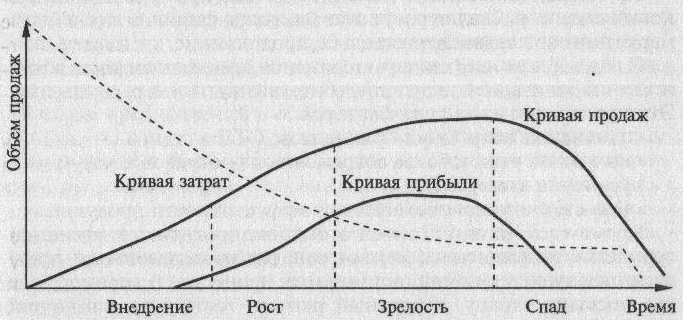 Объем продаж
Кривая продаж
Кривая затрат
Кривая прибыли
Внедрение
Рост
Зрелость
Спад
Время